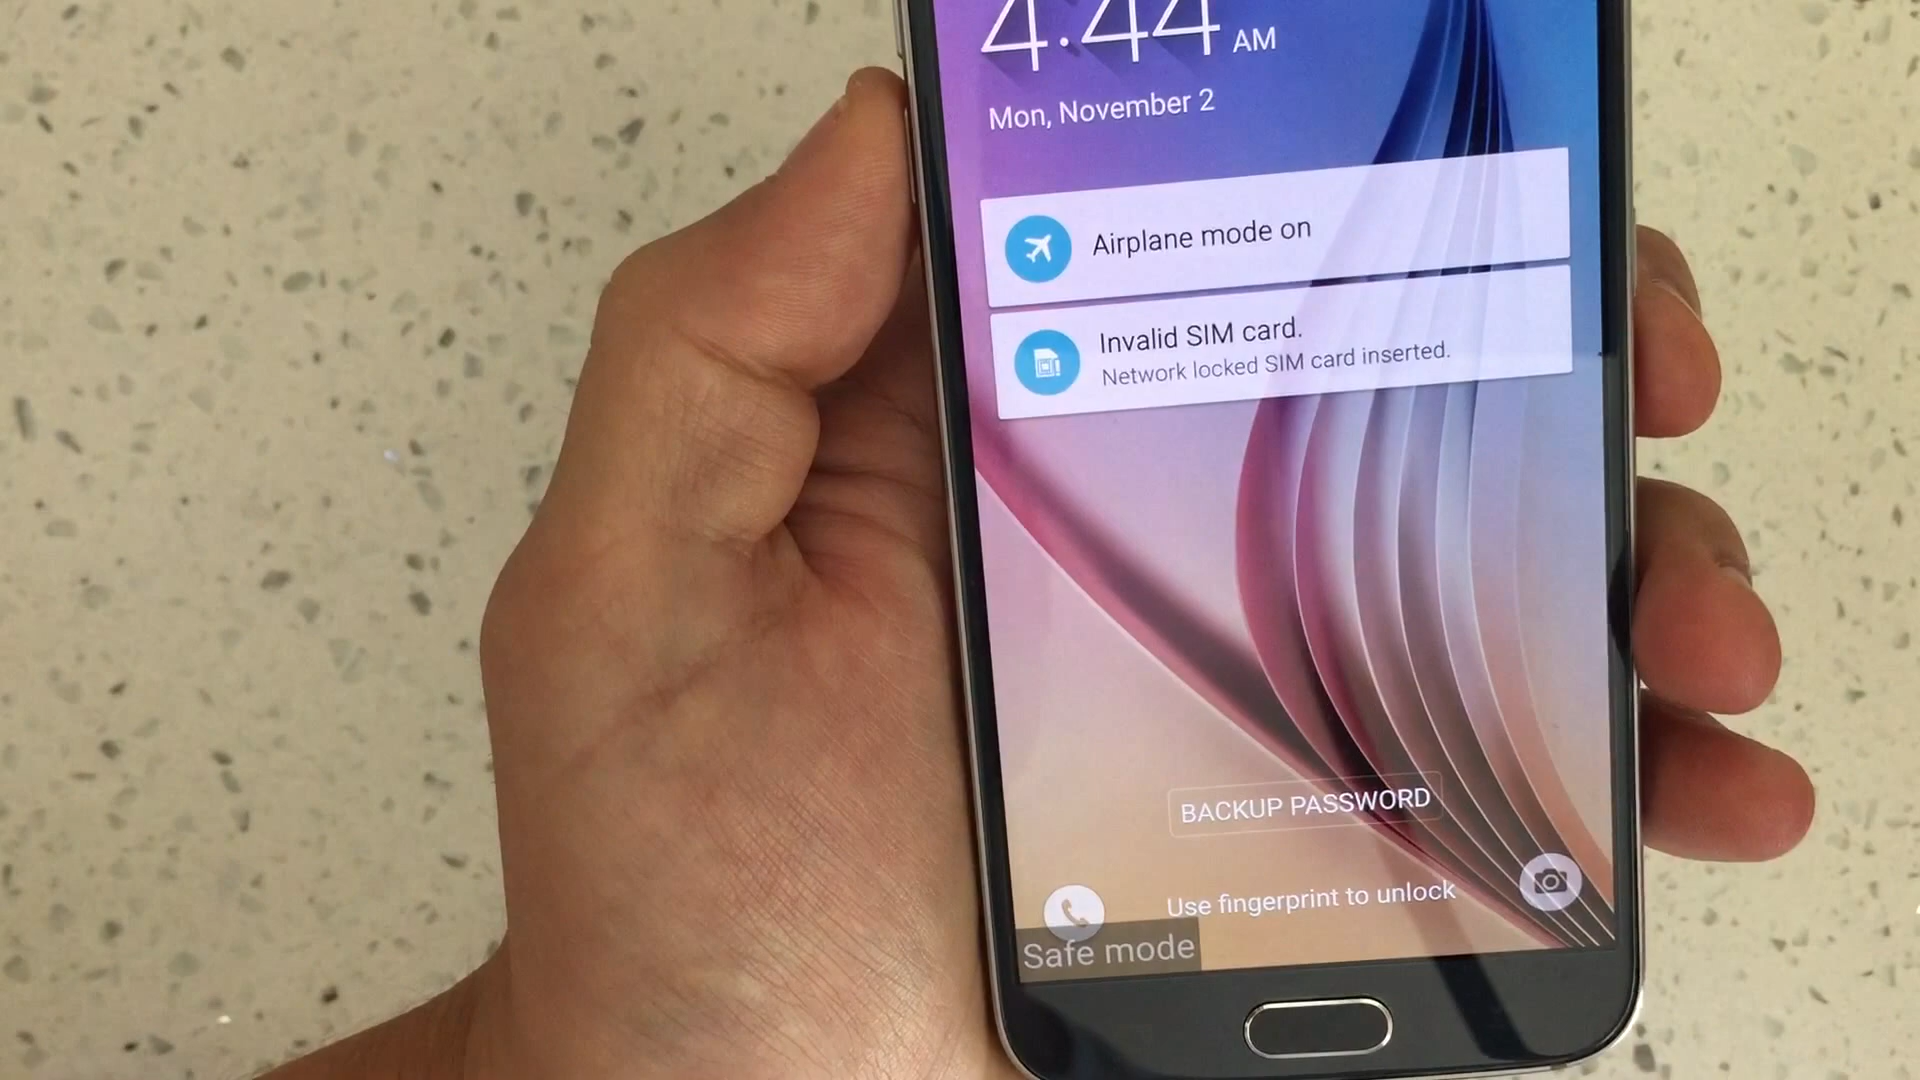 4:44 AM
Mon, November 2
Airplane mode on
Invalid SIM card.
Network locked SIM card inserted.
BACKUP PASSWORD
Use fingerprint to unlock
Safe mode